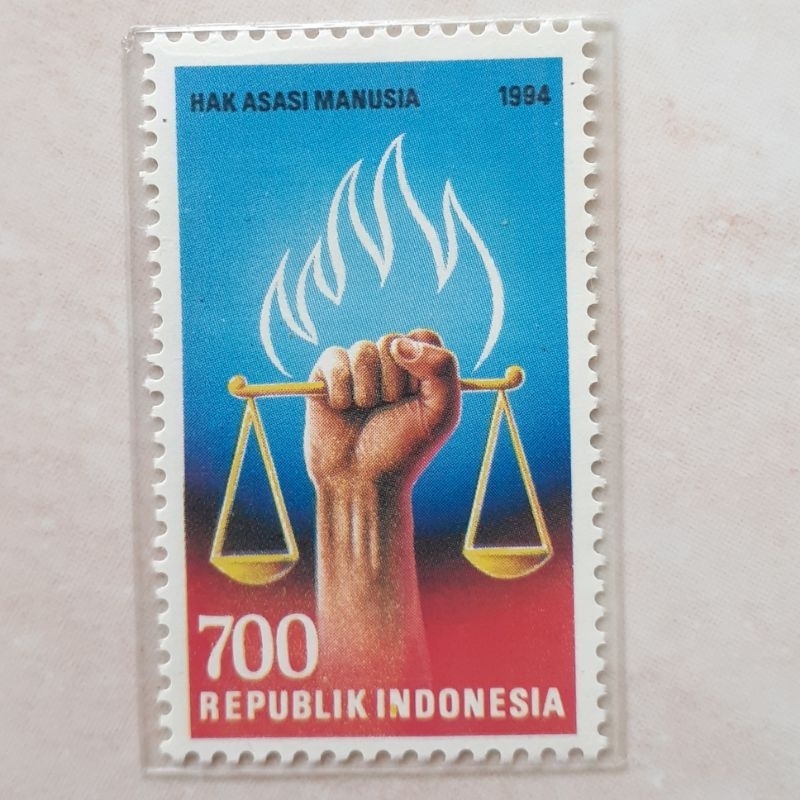 HAK ASASI MANUSIA 1994
700
REPUBLIK INDONESIA